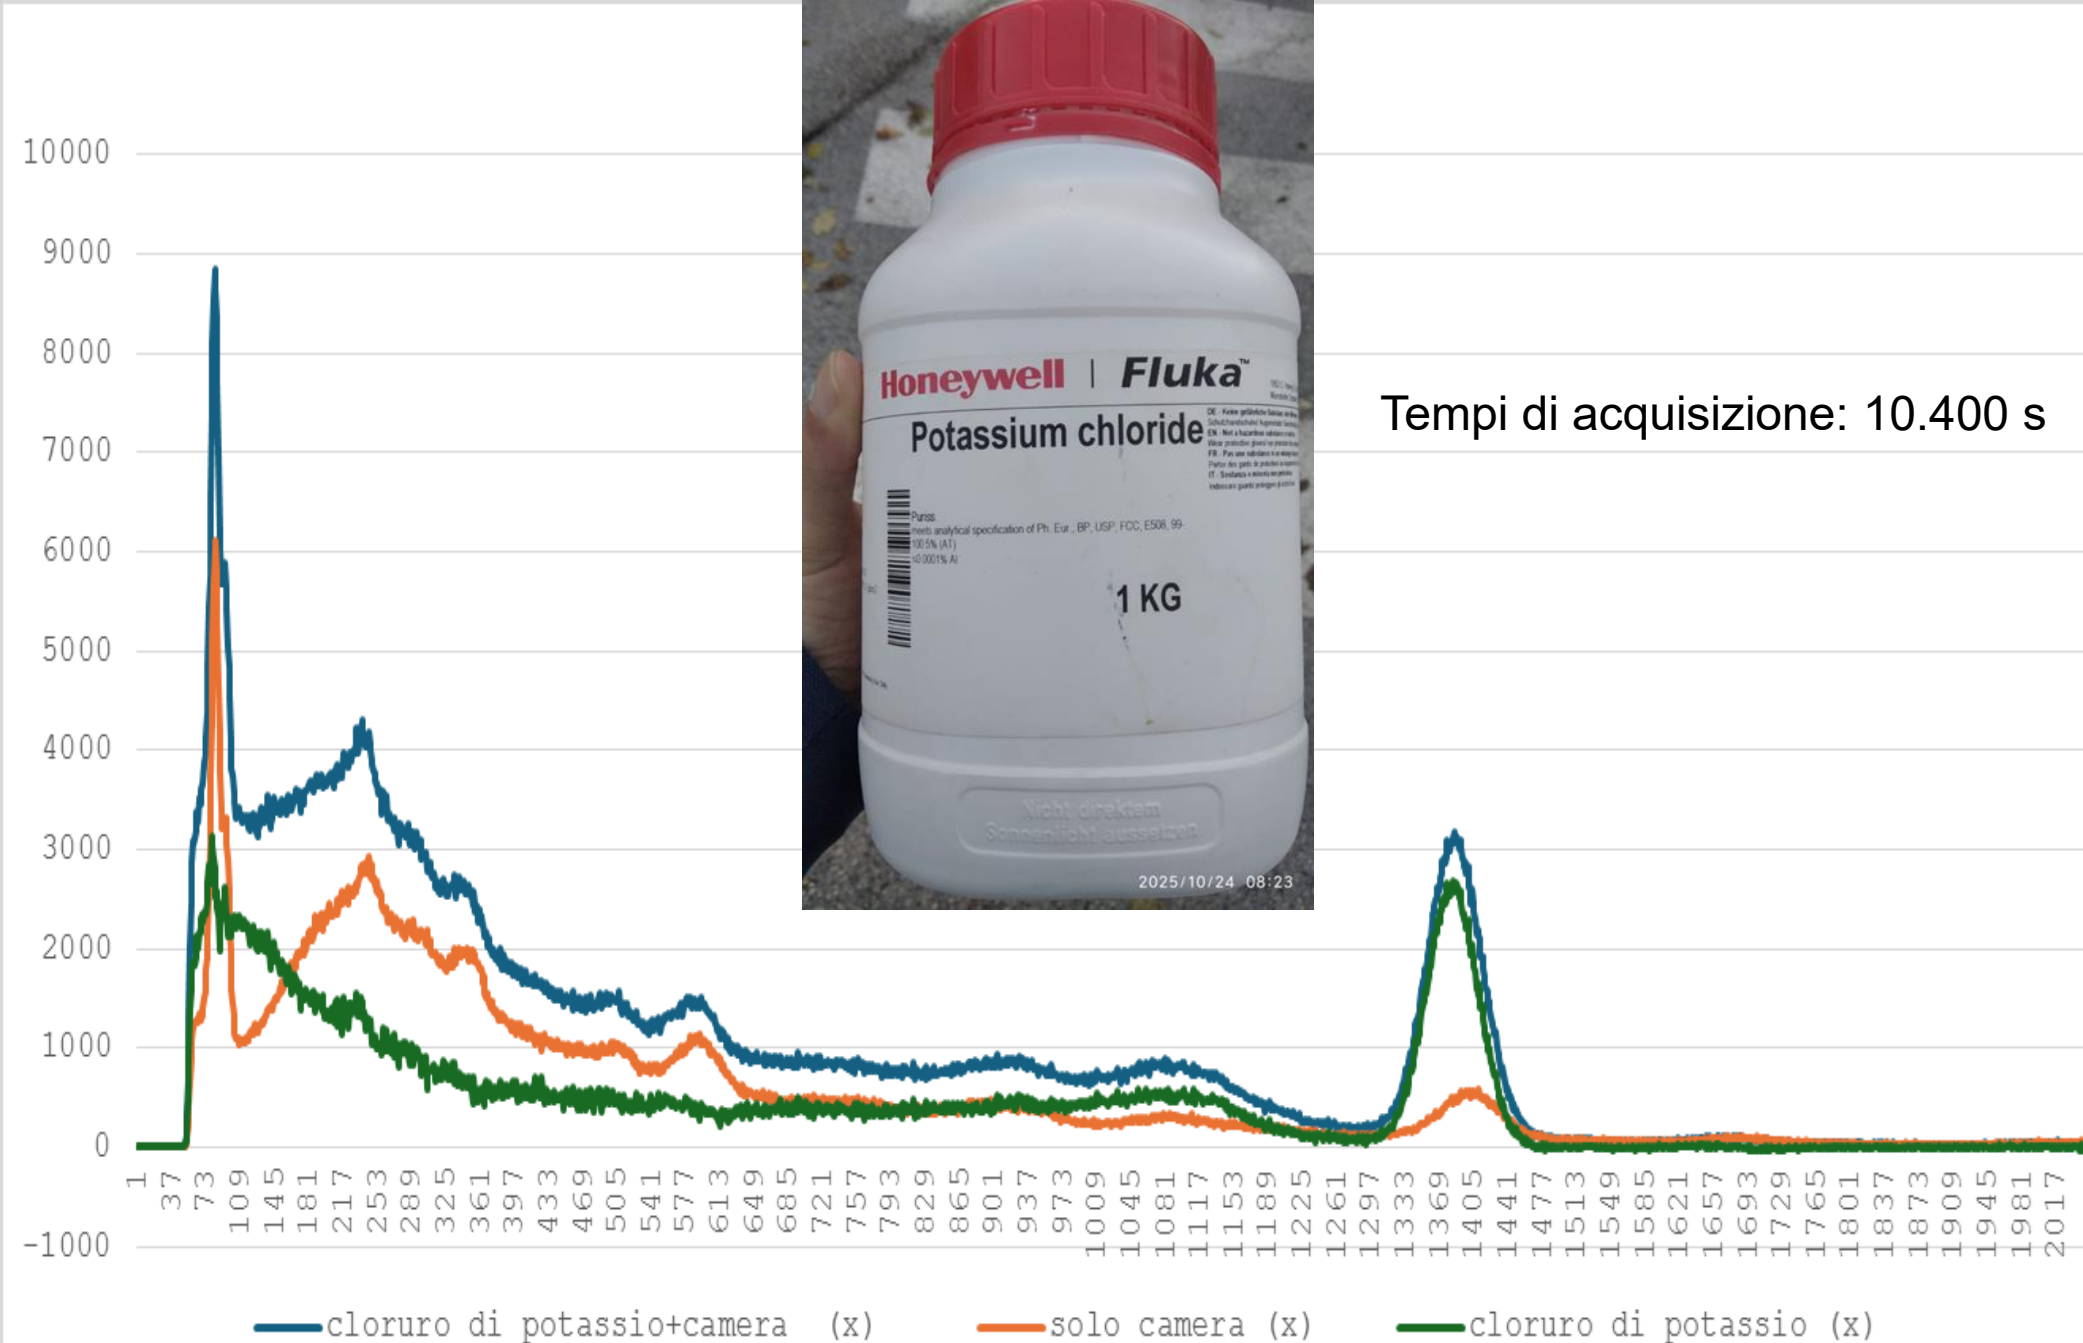 10000
9000
8000
7000
6000
5000
4000
3000
2000
1000
0
-1000
Honeywell | Fluka™
Potassium chloride
Puriss.
meets analytical specification of Ph. Eur., BP, USP, FCC, E508, 99-
100.5% (AT)
≤0.0001% Al
1 KG
Nicht direktem
Sonnenlicht aussetzen
2025/10/24 08:23
Tempi di acquisizione: 10.400 s
1 37 73 109 145 181 217 253 289 325 361 397 433 469 505 541 577 613 649 685 721 757 793 829 865 901 937 973 1009 1045 1081 1117 1153 1189 1225 1261 1297 1333 1369 1405 1441 1477 1513 1549 1585 1621 1657 1693 1729 1765 1801 1837 1873 1909 1945 1981 2017
cloruro di potassio+camera (x) solo camera (x) cloruro di potassio (x)